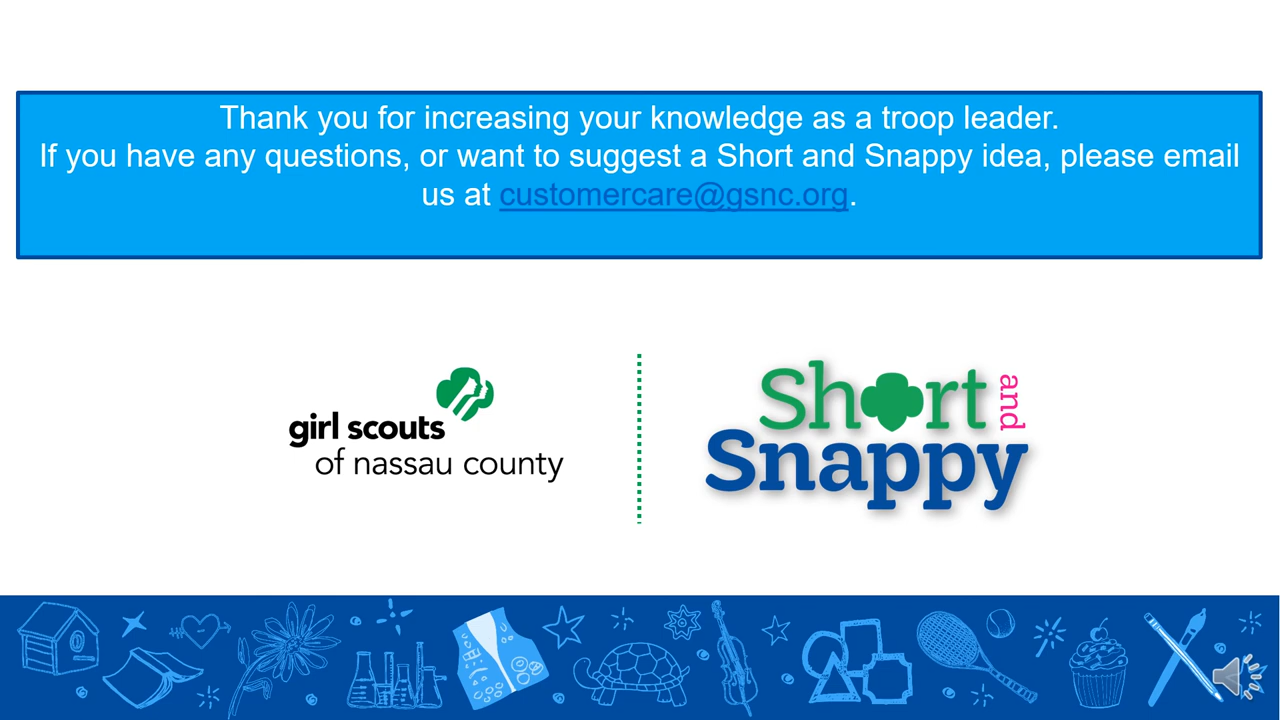 Thank you for increasing your knowledge as a troop leader.
If you have any questions, or want to suggest a Short and Snappy idea, please email
us at customercare@gsnc.org.
girl scouts
of nassau county
Short and
Snappy